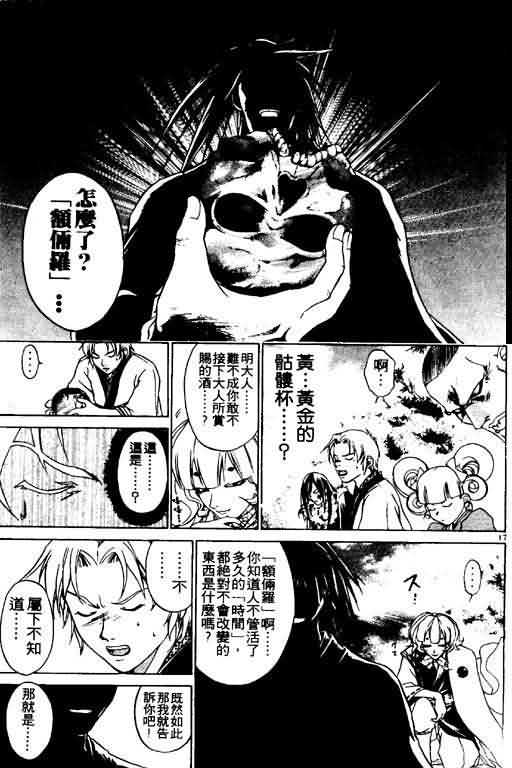 怎麼了？
「額倆羅」…
啊…
黃…黃金的
骷髏杯……？
明大人……
難不成你敢不
接下大人所賞
賜的酒……？
……
這…
這是……？
17
……
「額倆羅」啊…
你知道人不管活了
多久的「時間」，
都絕對不會改變的
東西是什麼嗎？
……不
……
屬下不知
道……
既然如此
那我就告
訴你吧！
那就是……